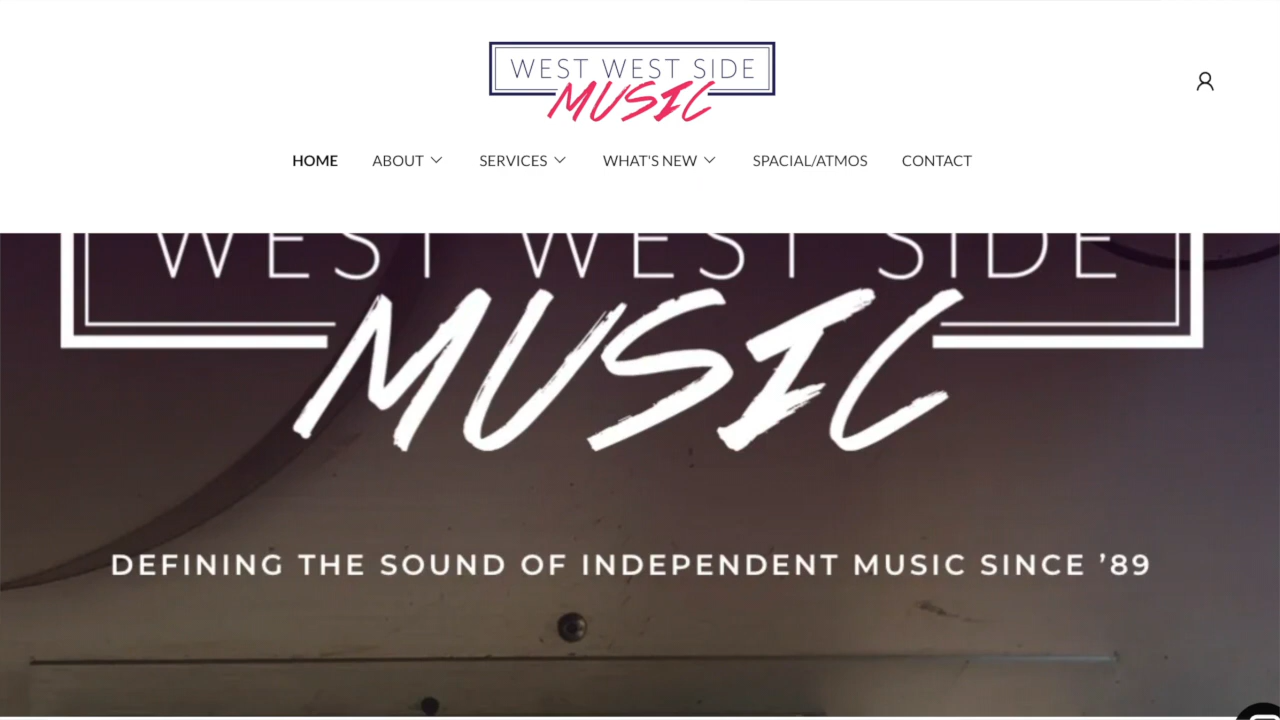 WEST WEST SIDE
MUSIC
HOME ABOUT SERVICES WHAT'S NEW SPACIAL/ATMOS CONTACT
WEST WEST SIDE
MUSIC
DEFINING THE SOUND OF INDEPENDENT MUSIC SINCE ’89